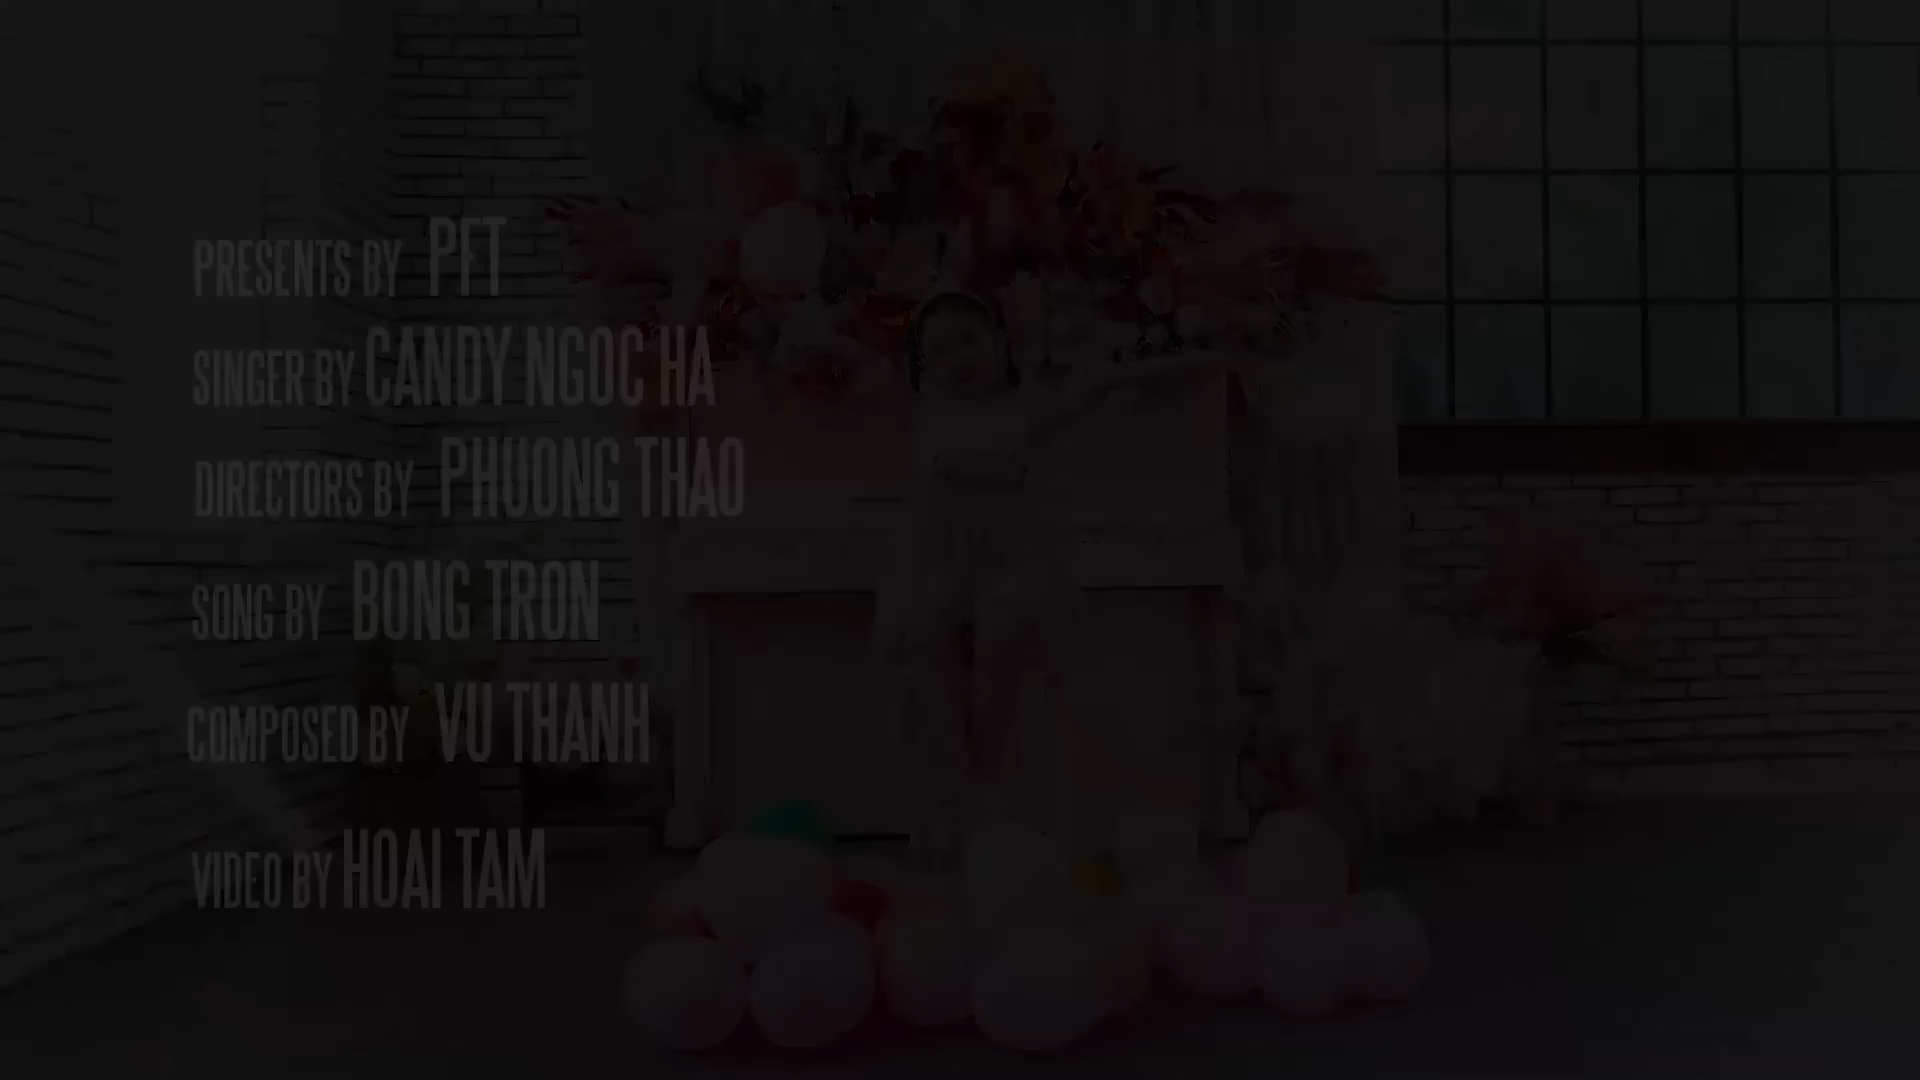 PRESENTS BY PFT
SINGER BY CANDY NGOC HA
DIRECTORS BY PHUONG THAO
SONG BY BONG TRON
COMPOSED BY VU THANH
VIDEO BY HOAI TAM